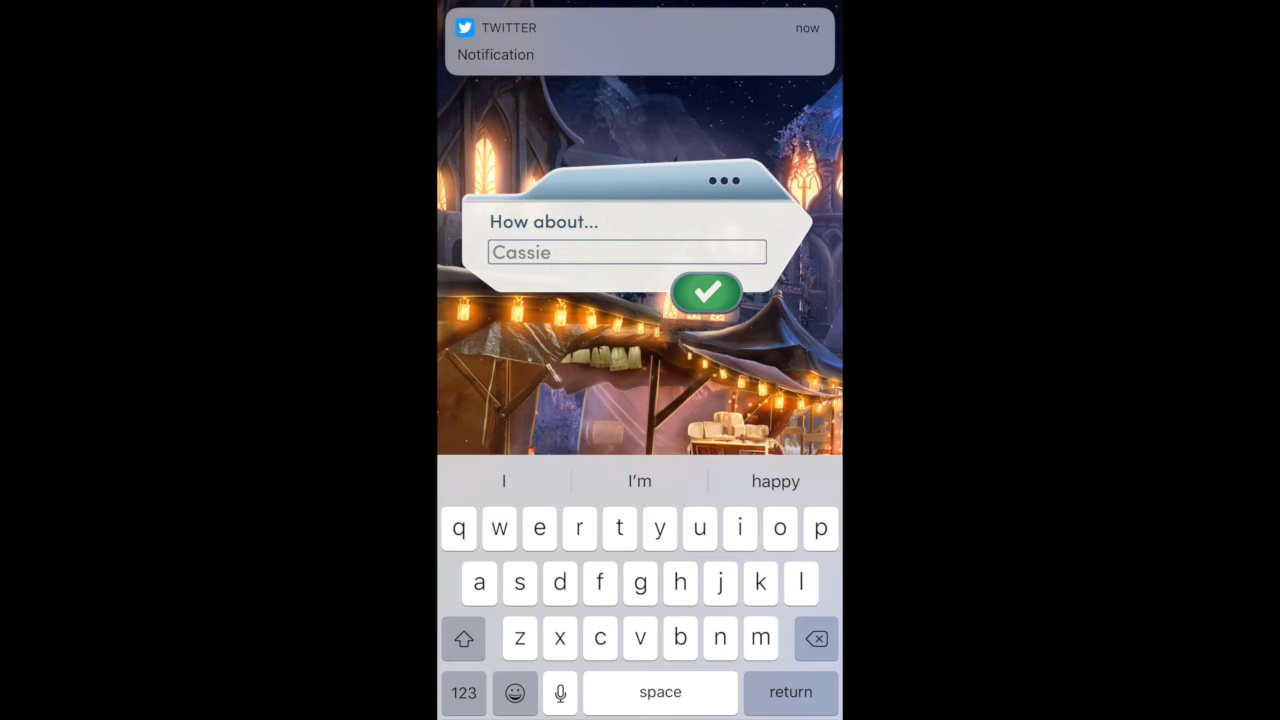 TWITTER now
Notification
How about...
Cassie
I I'm happy
q w e r t y u i o p
a s d f g h j k l
z x c v b n m
123 space return